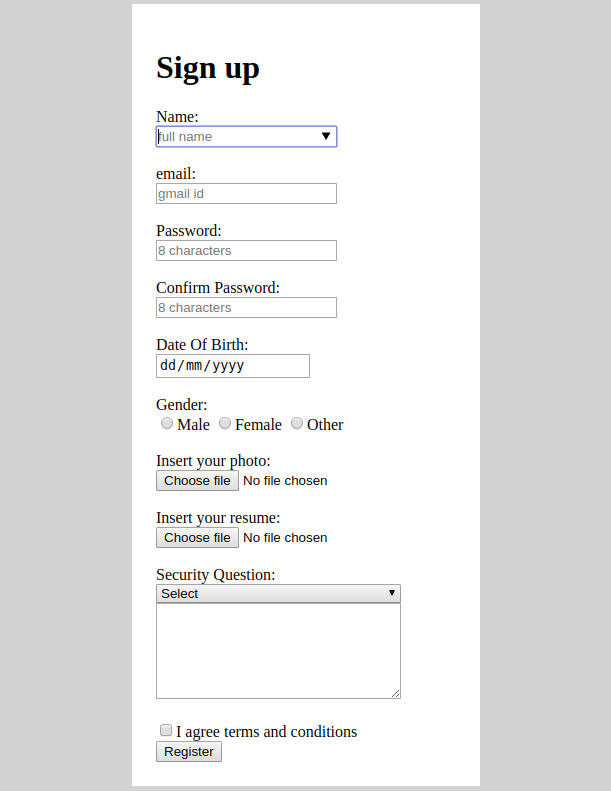 Sign up
Name:
full name
email:
gmail id
Password:
8 characters
Confirm Password:
8 characters
Date Of Birth:
dd/mm/yyyy
Gender:
Male Female Other
Insert your photo:
Choose file No file chosen
Insert your resume:
Choose file No file chosen
Security Question:
Select
I agree terms and conditions
Register